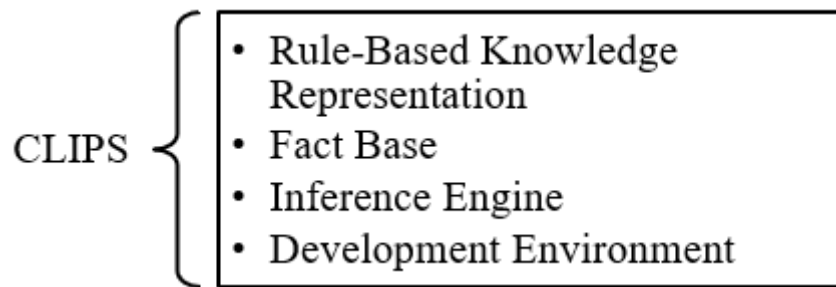 CLIPS
• Rule-Based Knowledge
Representation
• Fact Base
• Inference Engine
• Development Environment